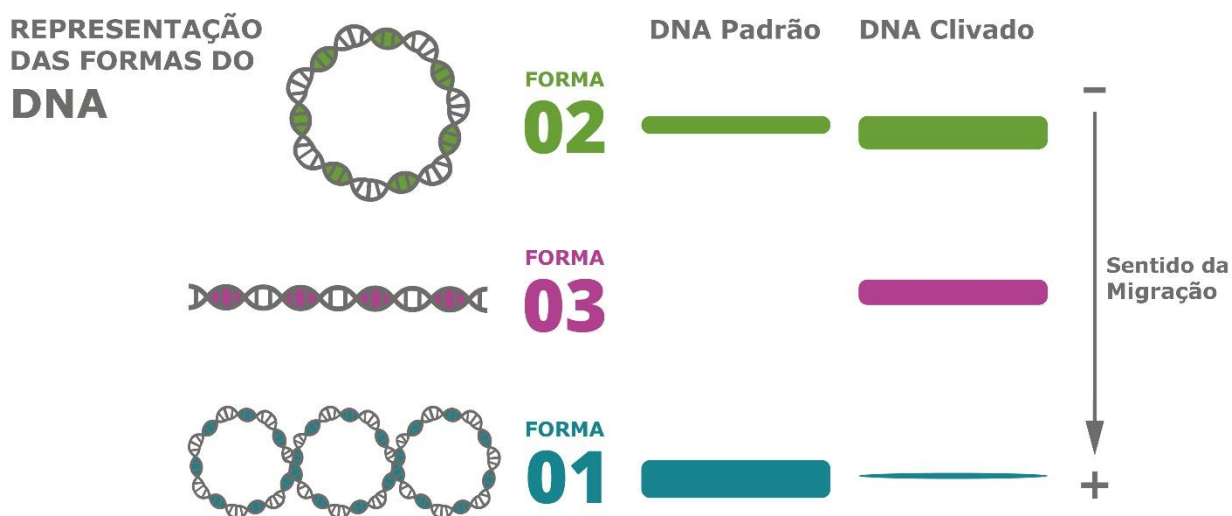 REPRESENTAÇÃO
DAS FORMAS DO
DNA
DNA Padrão
DNA Clivado
FORMA
02
FORMA
03
FORMA
01
-
Sentido da
Migração
+